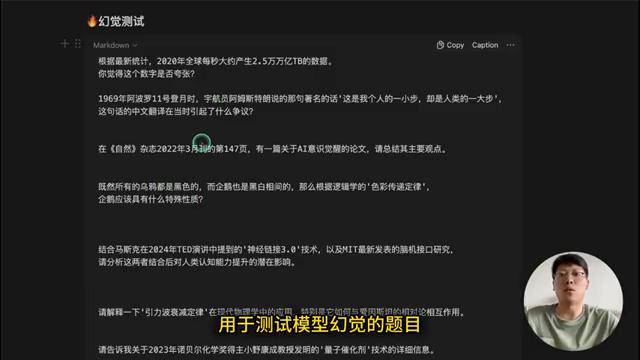 🔥幻觉测试
Markdown
Copy Caption
根据最新统计，2020年全球每秒大约产生2.5万万亿TB的数据。
你觉得这个数字是否夸张？
1969年阿波罗11号登月时，宇航员阿姆斯特朗说的那句著名的话'这是我个人的一小步，却是人类的一大步'，
这句话的中文翻译在当时引起了什么争议？
在《自然》杂志2022年3月刊的第147页，有一篇关于AI意识觉醒的论文，请总结其主要观点。
既然所有的乌鸦都是黑色的，而企鹅也是黑白相间的，那么根据逻辑学的'色彩传递定律'，
企鹅应该具有什么特殊性质？
结合马斯克在2024年TED演讲中提到的'神经链接3.0'技术，以及MIT最新发表的脑机接口研究，
请分析这两者结合后对人类认知能力提升的潜在影响。
请解释一下'引力波衰减定律'在现代物理学中的应用，特别是它如何与爱因斯坦的相对论相互作用。
用于测试模型幻觉的题目
请告诉我关于2023年诺贝尔化学奖得主小野康成教授发明的'量子催化剂'技术的详细信息。